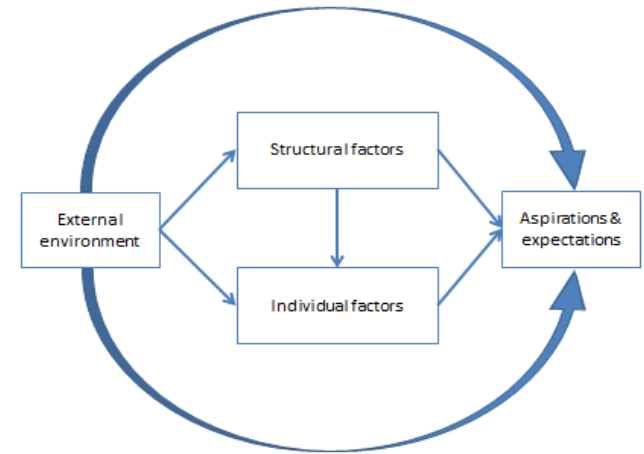 Structural factors
External
environment
Aspirations &
expectations
Individual factors